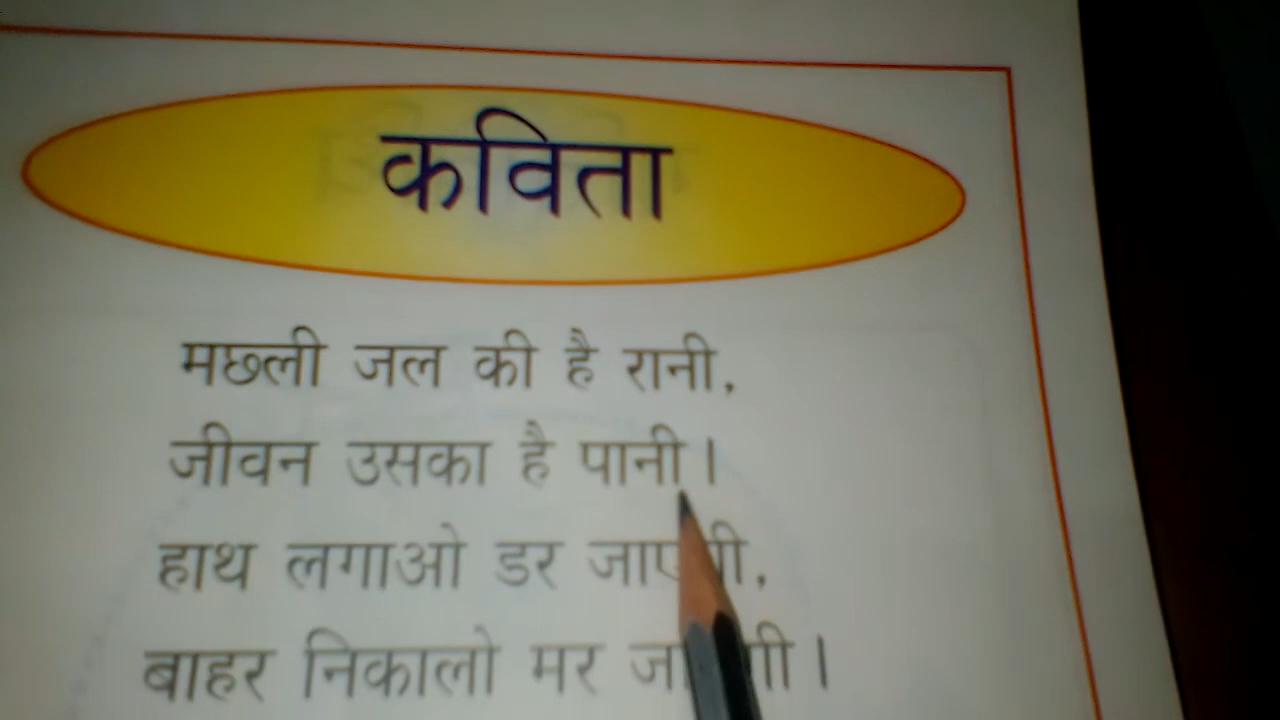 कविता
मछली जल की है रानी,
जीवन उसका है पानी।
हाथ लगाओ डर
बाहर निकालो मर